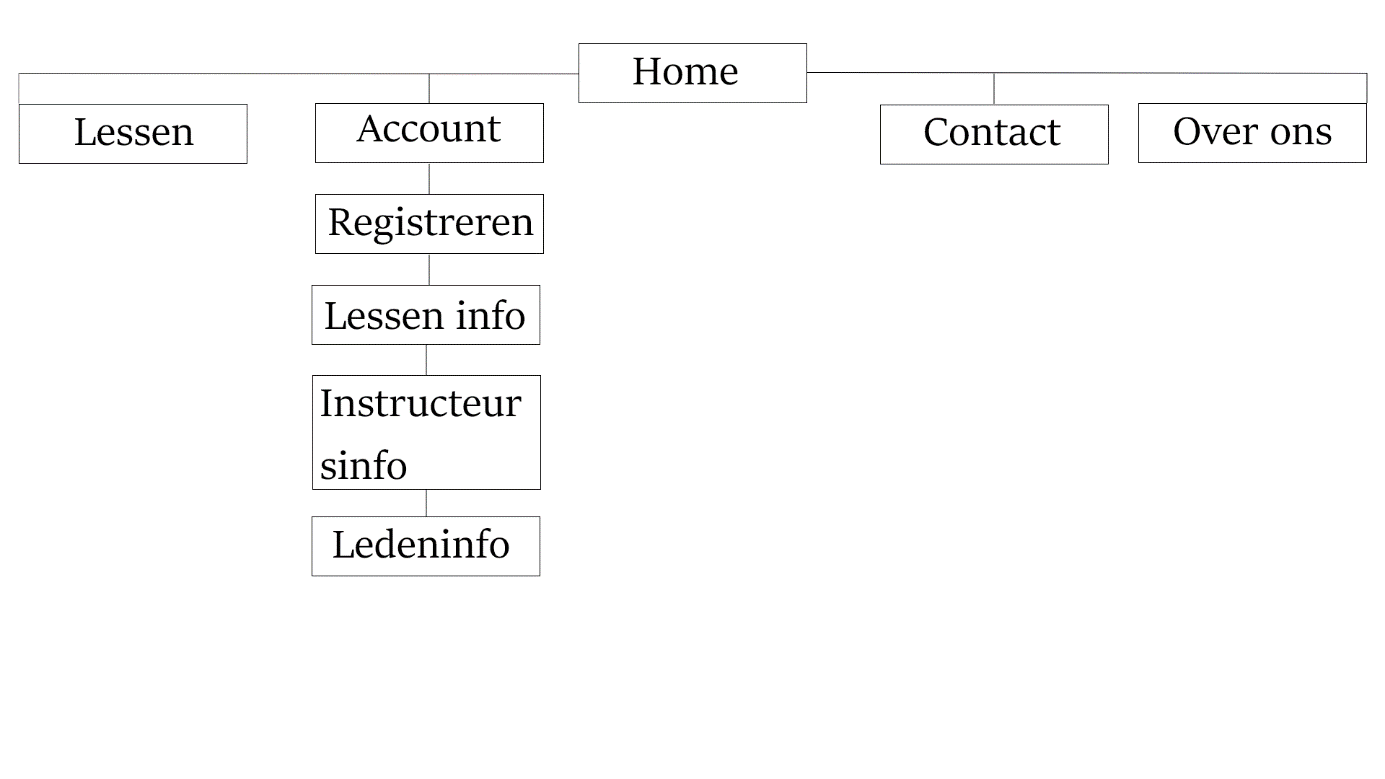 Home
Lessen
Account
Contact
Over ons
Registreren
Lessen info
Instructeur
sinfo
Ledeninfo